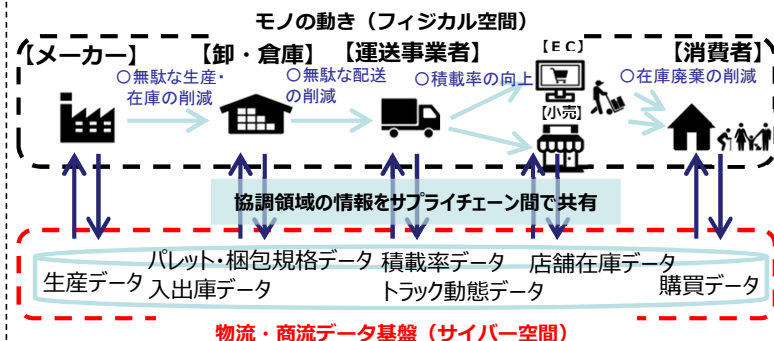 モノの動き（フィジカル空間）
【メーカー】
【卸・倉庫】
【運送事業者】
【ＥＣ】
【消費者】
○無駄な生産・
在庫の削減
○無駄な配送
の削減
○積載率の向上
○在庫廃棄の削減
【小売】
協調領域の情報をサプライチェーン間で共有
生産データ
パレット・梱包規格データ
入出庫データ
積載率データ
トラック動態データ
店舗在庫データ
購買データ
物流・商流データ基盤（サイバー空間）